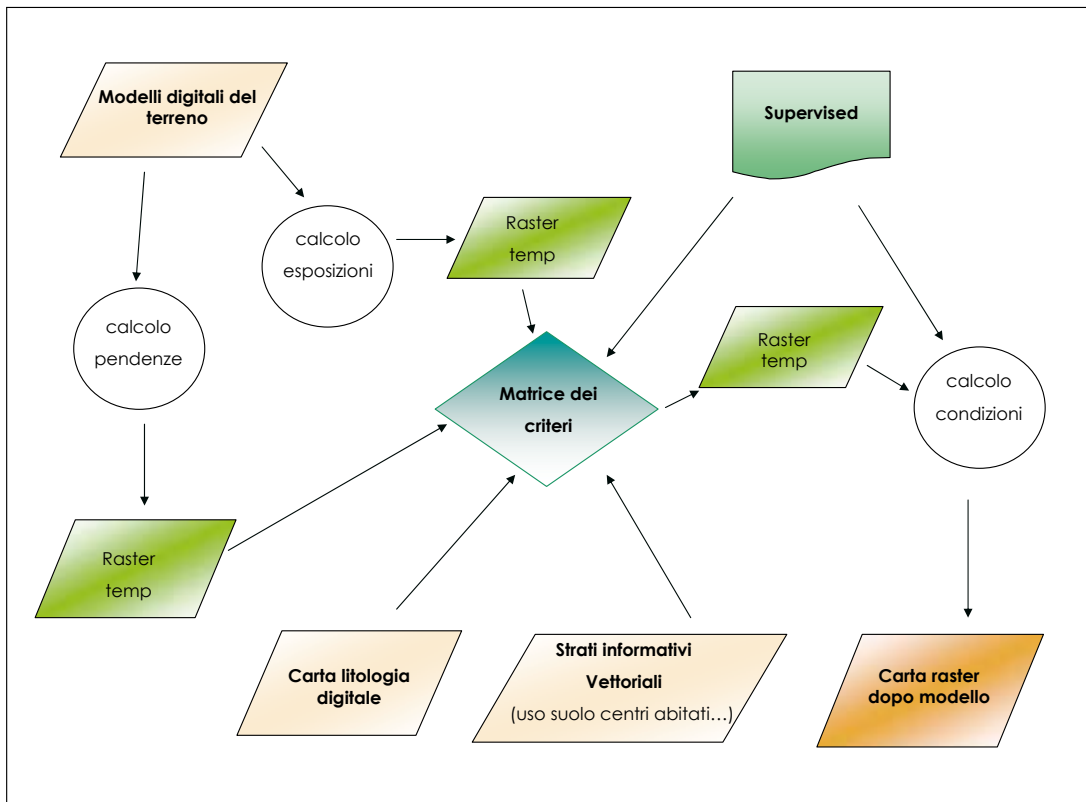 Modelli digitali del
terreno
Supervised
calcolo
esposizioni
Raster
temp
calcolo
pendenze
Raster
temp
Matrice dei
criteri
calcolo
condizioni
Raster
temp
Carta litologia
digitale
Strati informativi
Vettoriali
(uso suolo centri abitati...)
Carta raster
dopo modello